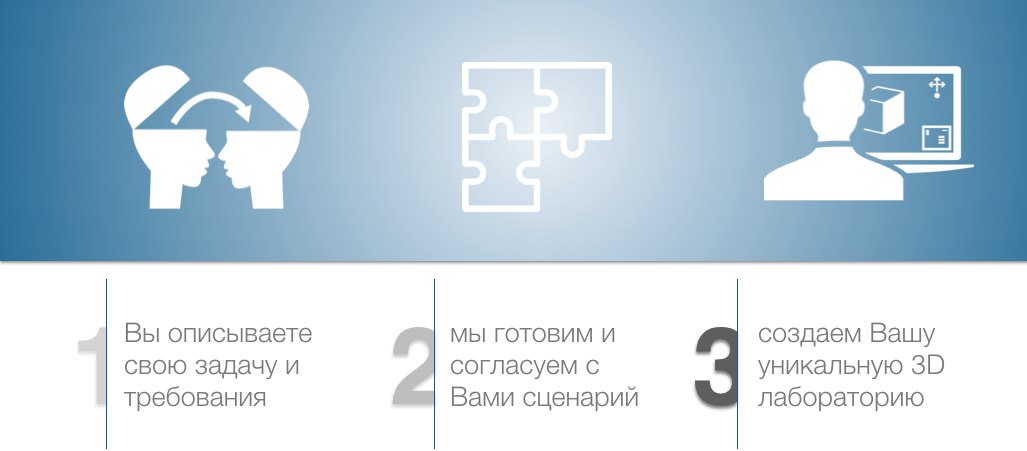 1
Вы описываете
свою задачу и
требования
2
мы готовим и
согласуем с
Вами сценарий
3
создаем Вашу
уникальную 3D
лабораторию